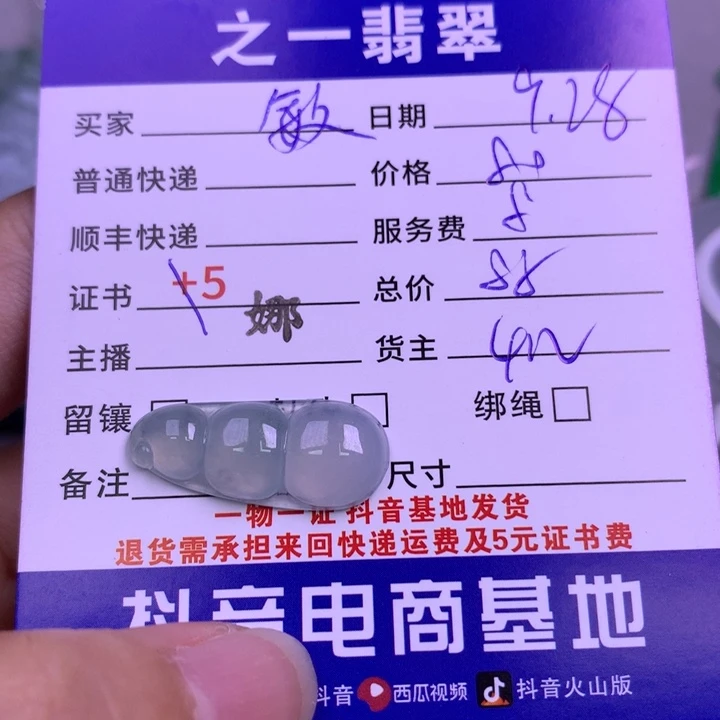 之一翡翠
买家 敏 日期 9.28
普通快递 价格
顺丰快递 服务费 5
证书 +5 总价 88
娜
主播 货主
留镶 绑绳
备注 尺寸
一物一证 抖音基地发货
退货需承担来回快递运费及5元证书费
抖音电商基地
抖音 西瓜视频 抖音火山版